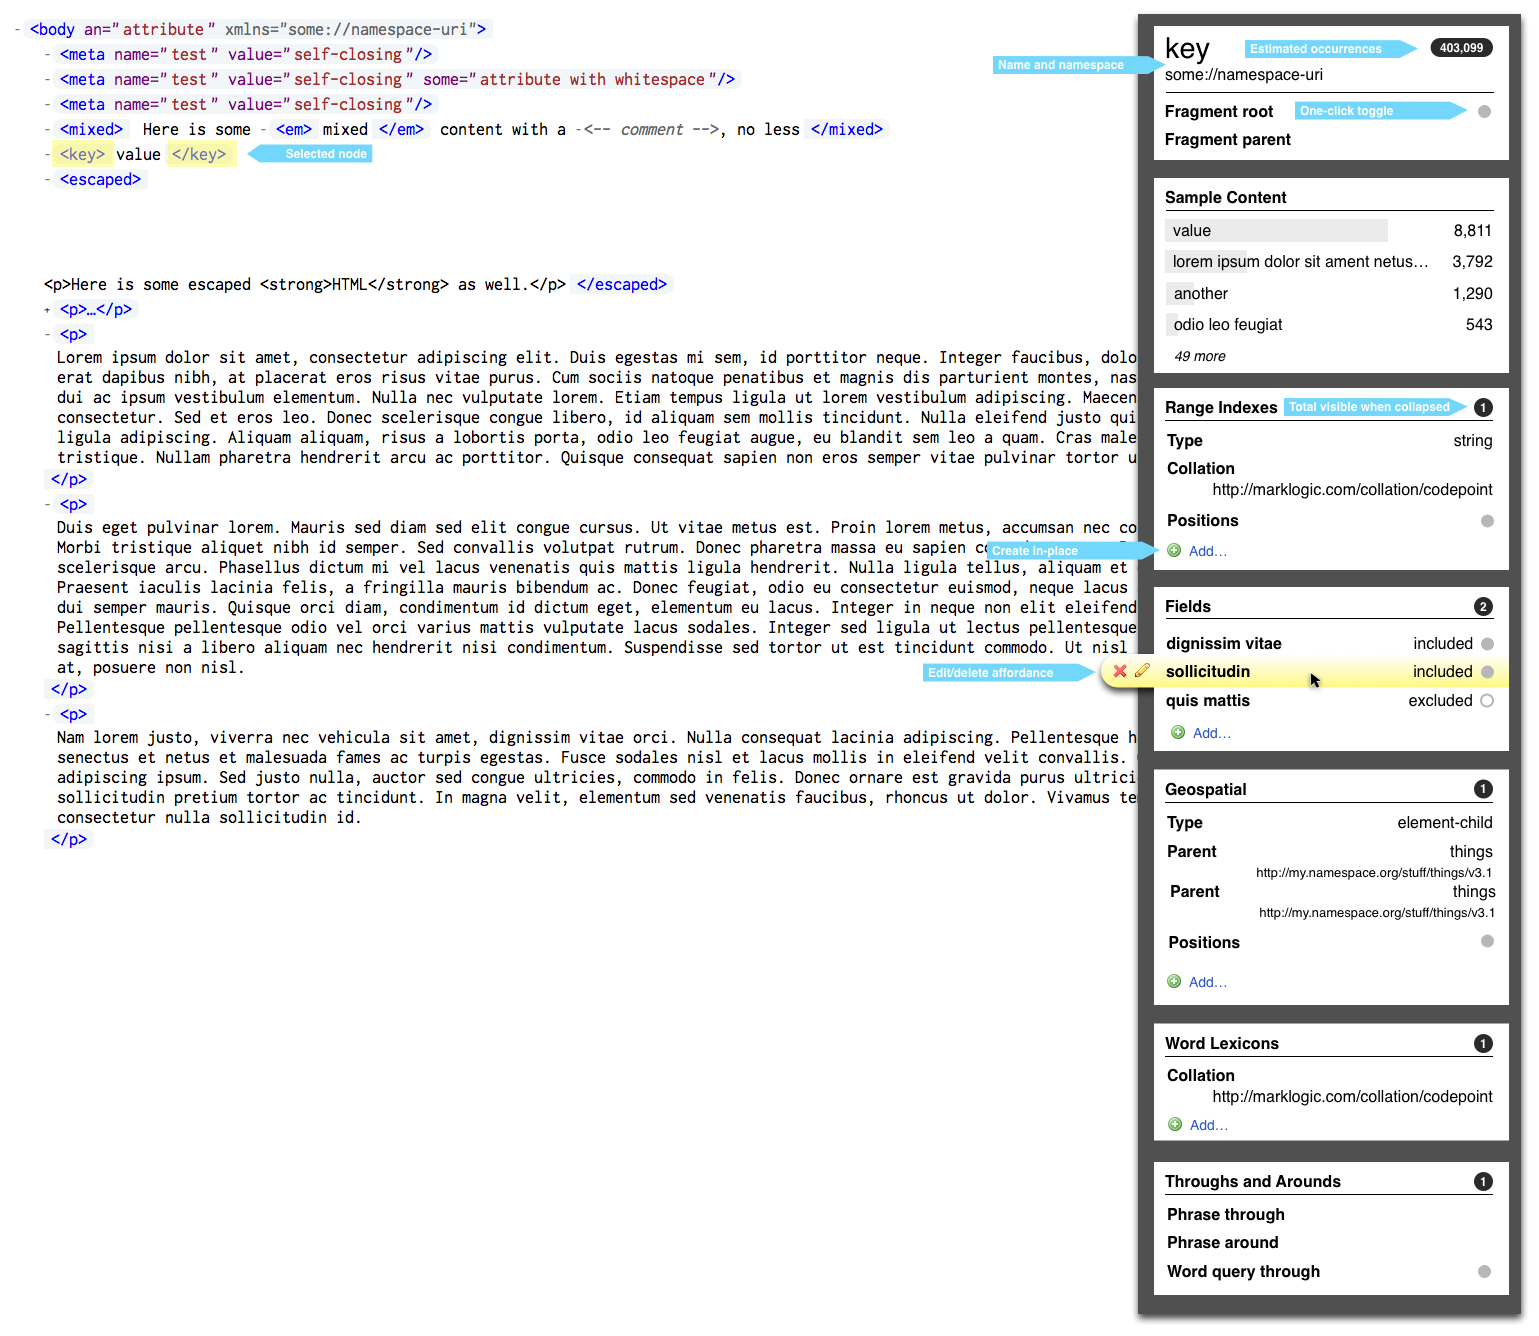 - <body an="attribute" xmlns="some://namespace-uri">
- <meta name="test" value="self-closing"/>
- <meta name="test" value="self-closing" some="attribute with whitespace"/>
- <meta name="test" value="self-closing"/>
- <mixed> Here is some - <em> mixed </em> content with a -<-- comment -->, no less </mixed>
- <key> value </key> Selected node
- <escaped>
<p>Here is some escaped <strong>HTML</strong> as well.</p> </escaped>
+ <p>…</p>
- <p>
Lorem ipsum dolor sit amet, consectetur adipiscing elit. Duis egestas mi sem, id porttitor neque. Integer faucibus, dolo
erat dapibus nibh, at placerat eros risus vitae purus. Cum sociis natoque penatibus et magnis dis parturient montes, nas
dui ac ipsum vestibulum elementum. Nulla nec vulputate lorem. Etiam tempus ligula ut lorem vestibulum adipiscing. Maecen
consectetur. Sed et eros leo. Donec scelerisque congue libero, id aliquam sem mollis tincidunt. Nulla eleifend justo qui
ligula adipiscing. Aliquam aliquam, risus a lobortis porta, odio leo feugiat augue, eu blandit sem leo a quam. Cras male
tristique. Nullam pharetra hendrerit arcu ac porttitor. Quisque consequat sapien non eros semper vitae pulvinar tortor u
</p>
- <p>
Duis eget pulvinar lorem. Mauris sed diam sed elit congue cursus. Ut vitae metus est. Proin lorem metus, accumsan nec co
Morbi tristique aliquet nibh id semper. Sed convallis volutpat rutrum. Donec pharetra massa eu sapien
scelerisque arcu. Phasellus dictum mi vel lacus venenatis quis mattis ligula hendrerit. Nulla ligula tellus, aliquam et
Praesent iaculis lacinia felis, a fringilla mauris bibendum ac. Donec feugiat, odio eu consectetur euismod, neque lacus
dui semper mauris. Quisque orci diam, condimentum id dictum eget, elementum eu lacus. Integer in neque non elit eleifend
Pellentesque pellentesque odio vel orci varius mattis vulputate lacus sodales. Integer sed ligula ut lectus pellentesque
sagittis nisi a libero aliquam nec hendrerit nisi condimentum. Suspendisse sed tortor ut est tincidunt commodo. Ut nisl
at, posuere non nisl.
</p>
- <p>
Nam lorem justo, viverra nec vehicula sit amet, dignissim vitae orci. Nulla consequat lacinia adipiscing. Pellentesque h
senectus et netus et malesuada fames ac turpis egestas. Fusce sodales nisl et lacus mollis in eleifend velit convallis.
adipiscing ipsum. Sed justo nulla, auctor sed congue ultricies, commodo in felis. Donec ornare est gravida purus ultrici
sollicitudin pretium tortor ac tincidunt. In magna velit, elementum sed venenatis faucibus, rhoncus ut dolor. Vivamus te
consectetur nulla sollicitudin id.
</p>
key Estimated occurrences 403,099
Name and namespace
some://namespace-uri
Fragment root One-click toggle
Fragment parent
Sample Content
value 8,811
lorem ipsum dolor sit ament netus… 3,792
another 1,290
odio leo feugiat 543
49 more
Range Indexes Total visible when collapsed 1
Type string
Collation
http://marklogic.com/collation/codepoint
Positions
Create in-place Add…
Fields 2
dignissim vitae included
Edit/delete affordance sollicitudin included
quis mattis excluded
Add…
Geospatial 1
Type element-child
Parent things
http://my.namespace.org/stuff/things/v3.1
Parent things
http://my.namespace.org/stuff/things/v3.1
Positions
Add…
Word Lexicons 1
Collation
http://marklogic.com/collation/codepoint
Add…
Throughs and Arounds 1
Phrase through
Phrase around
Word query through